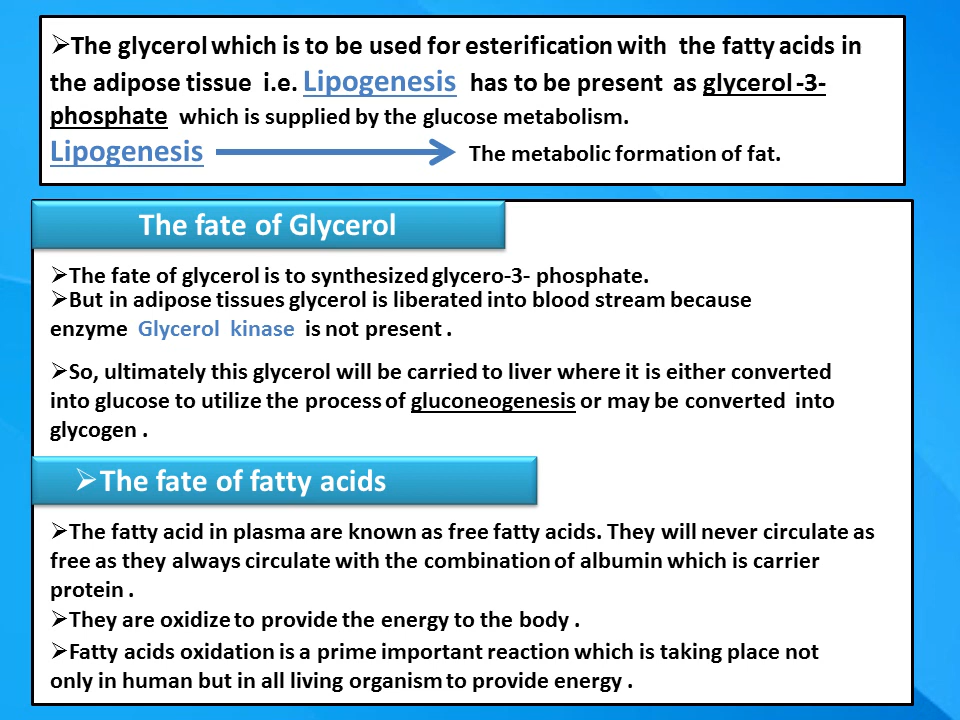 ➢The glycerol which is to be used for esterification with the fatty acids in
the adipose tissue i.e. Lipogenesis has to be present as glycerol -3-
phosphate which is supplied by the glucose metabolism.
Lipogenesis → The metabolic formation of fat.
The fate of Glycerol
➢The fate of glycerol is to synthesized glycero-3- phosphate.
➢But in adipose tissues glycerol is liberated into blood stream because
enzyme Glycerol kinase is not present .
➢So, ultimately this glycerol will be carried to liver where it is either converted
into glucose to utilize the process of gluconeogenesis or may be converted into
glycogen .
➢The fate of fatty acids
➢The fatty acid in plasma are known as free fatty acids. They will never circulate as
free as they always circulate with the combination of albumin which is carrier
protein .
➢They are oxidize to provide the energy to the body .
➢Fatty acids oxidation is a prime important reaction which is taking place not
only in human but in all living organism to provide energy .